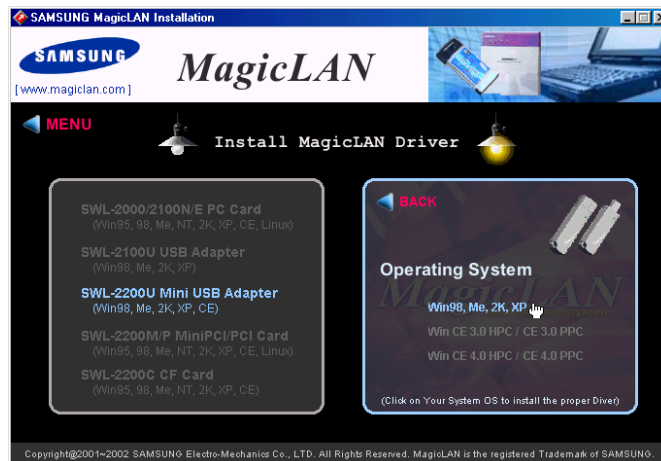 SAMSUNG MagicLAN Installation
SAMSUNG
[ www.magiclan.com ]
MagicLAN
MENU
Install MagicLAN Driver
SWL-2000/2100N/E PC Card
(Win95, 98, Me, NT, 2K, XP, CE, Linux)
SWL-2100U USB Adapter
(Win98, Me, 2K, XP)
SWL-2200U Mini USB Adapter
(Win98, Me, 2K, XP, CE)
SWL-2200M/P MiniPCI/PCI Card
(Win95, 98, Me, NT, 2K, XP, CE, Linux)
SWL-2200C CF Card
(Win95, 98, Me, NT, 2K, XP, CE)
BACK
Operating System
MagicLAN
Win98, Me, 2K, XP
Win CE 3.0 HPC / CE 3.0 PPC
Win CE 4.0 HPC / CE 4.0 PPC
(Click on Your System OS to install the proper Diver)
Copyright@2001~2002 SAMSUNG Electro-Mechanics Co., LTD. All Rights Reserved. MagicLAN is the registered Trademark of SAMSUNG.